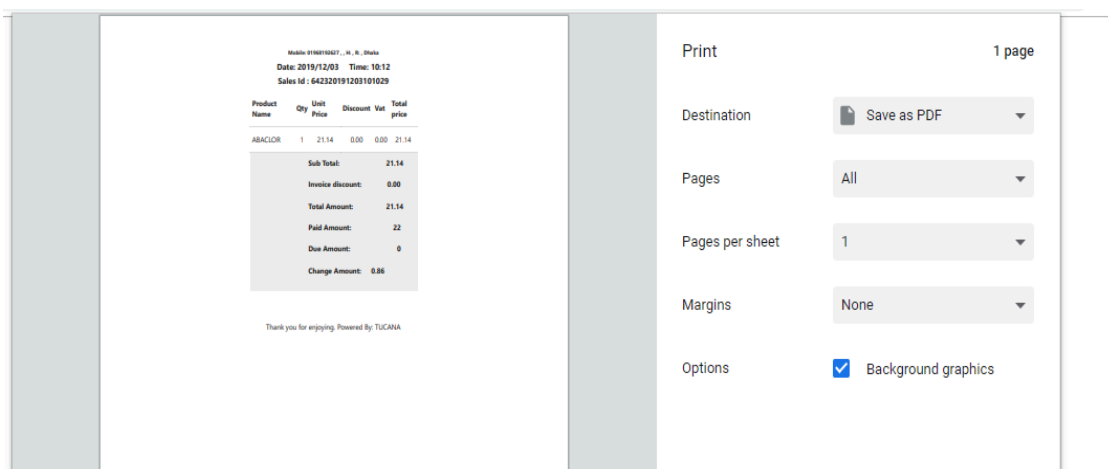 Mobile: 01960192627 , , H. , R. , Dhaka
Date: 2019/12/03 Time: 10:12
Sales Id : 642320191203101029
Product Name Qty Unit Price Discount Vat Total price
ABACLOR 1 21.14 0.00 0.00 21.14
Sub Total: 21.14
Invoice discount: 0.00
Total Amount: 21.14
Paid Amount: 22
Due Amount: 0
Change Amount: 0.86
Thank you for enjoying. Powered By: TUCANA
Print 1 page
Destination Save as PDF
Pages All
Pages per sheet 1
Margins None
Options Background graphics